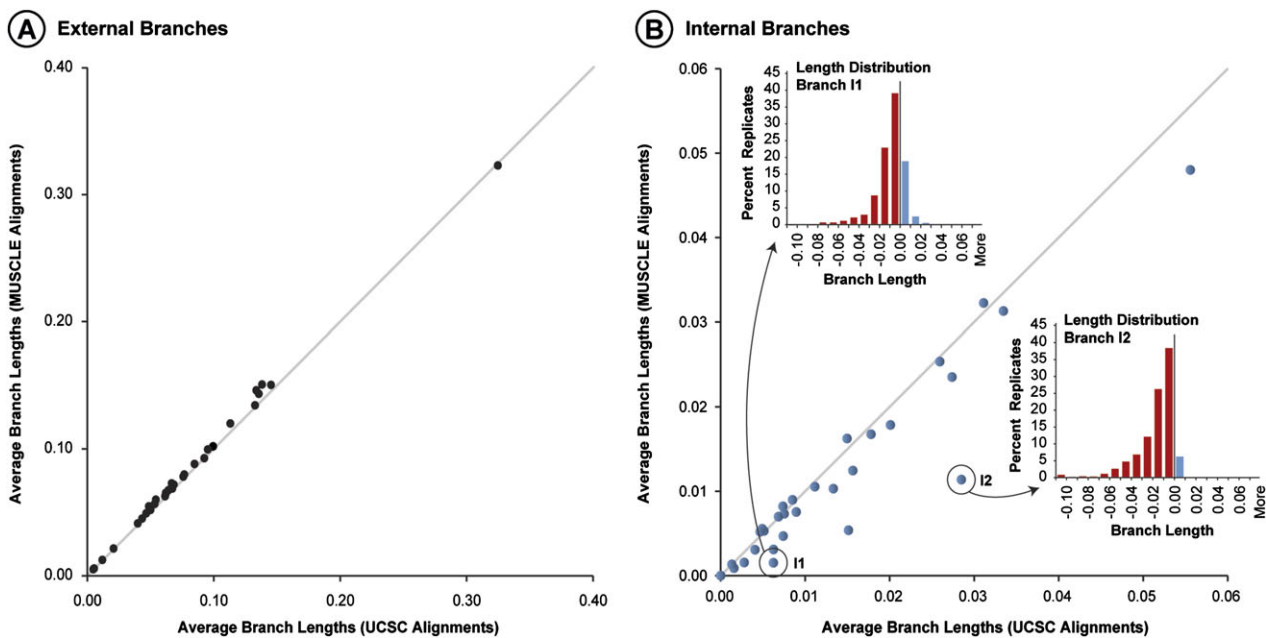 A External Branches
0.40
0.30
0.20
0.10
0.00
0.00 0.10 0.20 0.30 0.40
Average Branch Lengths (MUSCLE Alignments)
Average Branch Lengths (UCSC Alignments)
B Internal Branches
0.06
0.05
0.04
0.03
0.02
0.01
0.00
0.00 0.01 0.02 0.03 0.04 0.05 0.06
Average Branch Lengths (MUSCLE Alignments)
Average Branch Lengths (UCSC Alignments)
Length Distribution
Branch I1
45
40
35
30
25
20
15
10
5
0
Percent Replicates
-0.10 -0.08 -0.06 -0.04 -0.02 0.00 0.02 0.04 0.06 More
Branch Length
I1
Length Distribution
Branch I2
45
40
35
30
25
20
15
10
5
0
Percent Replicates
-0.10 -0.08 -0.06 -0.04 -0.02 0.00 0.02 0.04 0.06 More
Branch Length
I2